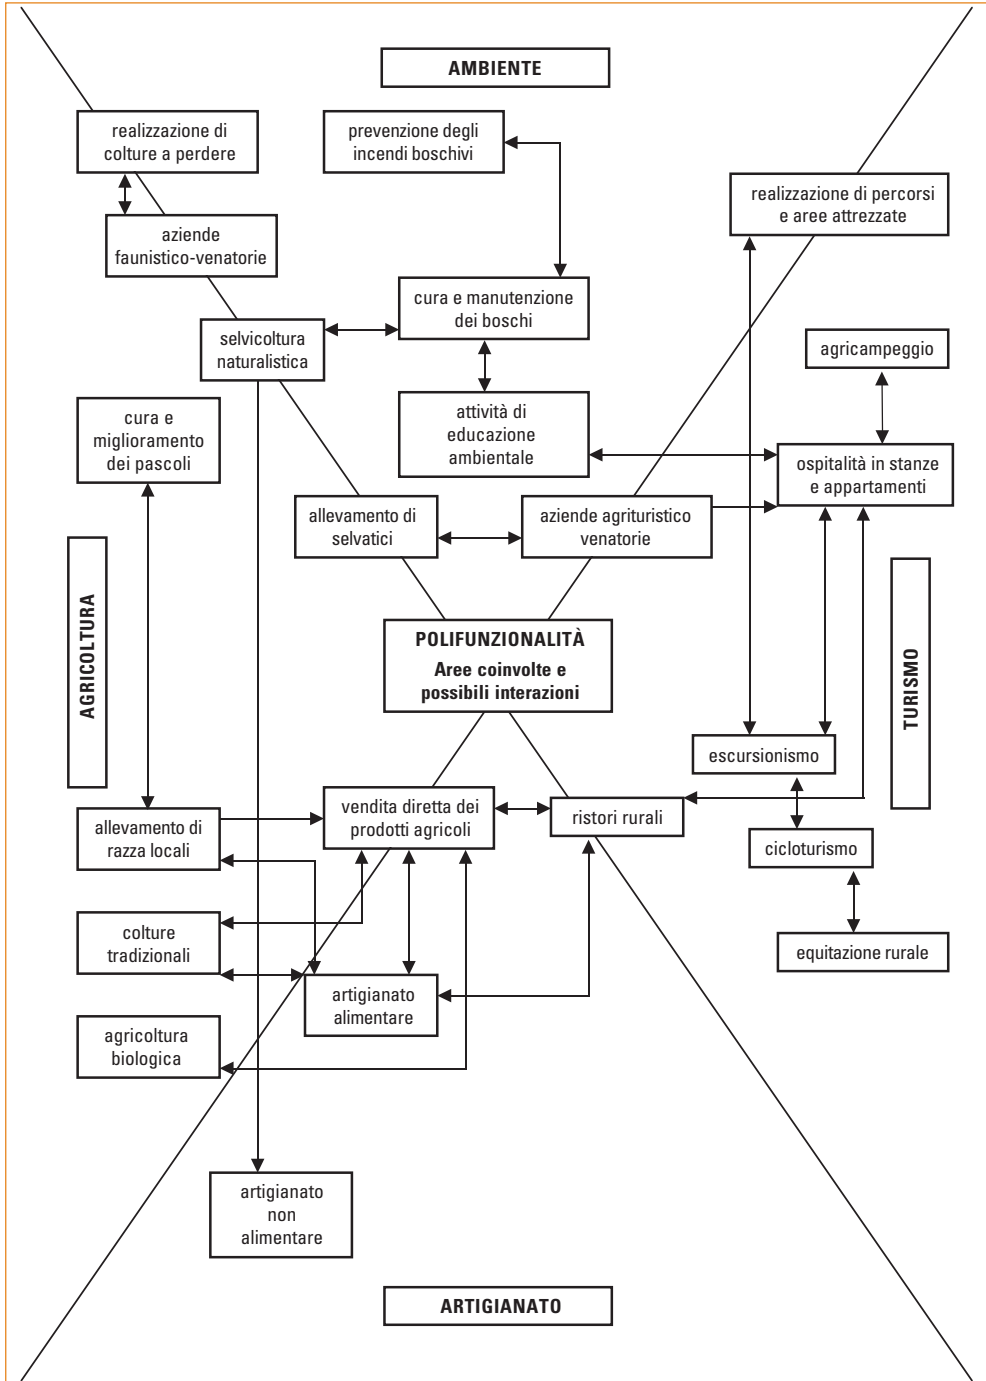 AMBIENTE
realizzazione di
colture a perdere
prevenzione degli
incendi boschivi
realizzazione di percorsi
e aree attrezzate
aziende
faunistico-venatorie
cura e manutenzione
dei boschi
selvicoltura
naturalistica
agricampeggio
cura e
miglioramento
dei pascoli
attività di
educazione
ambientale
ospitalità in stanze
e appartamenti
allevamento di
selvatici
aziende agrituristico
venatorie
AGRICOLTURA
POLIFUNZIONALITÀ
Aree coinvolte e
possibili interazioni
TURISMO
escursionismo
allevamento di
razza locali
vendita diretta dei
prodotti agricoli
ristori rurali
cicloturismo
colture
tradizionali
equitazione rurale
artigianato
alimentare
agricoltura
biologica
artigianato
non
alimentare
ARTIGIANATO